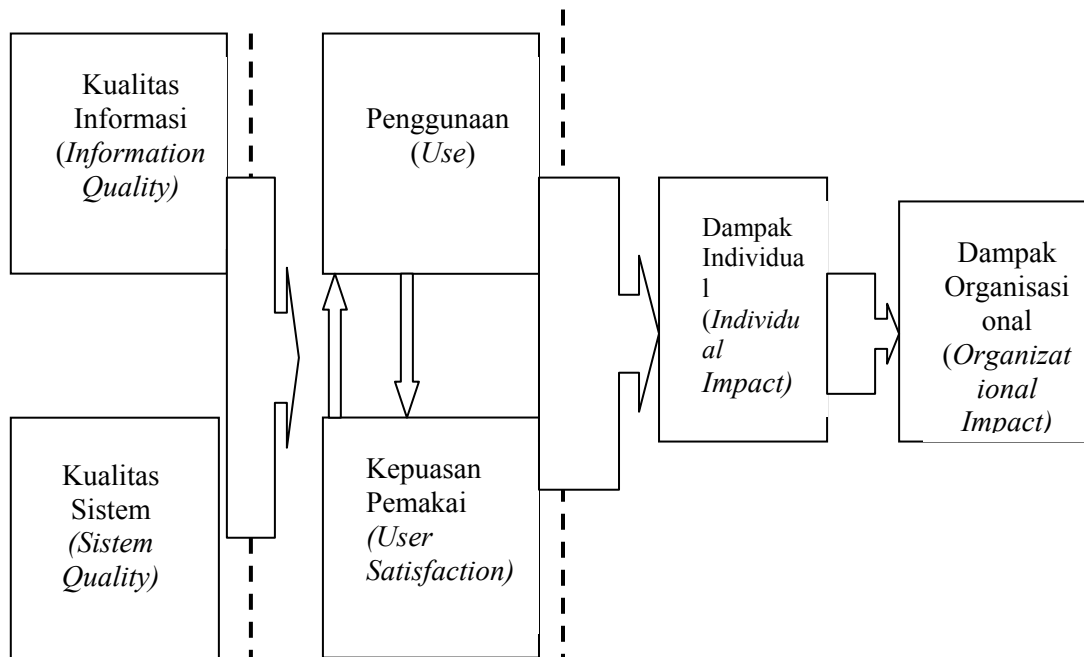 Kualitas
Informasi
(Information
Quality)
Kualitas
Sistem
(Sistem
Quality)
Penggunaan
(Use)
Kepuasan
Pemakai
(User
Satisfaction)
Dampak
Individua
l
(Individu
al
Impact)
Dampak
Organisasi
onal
(Organizat
ional
Impact)